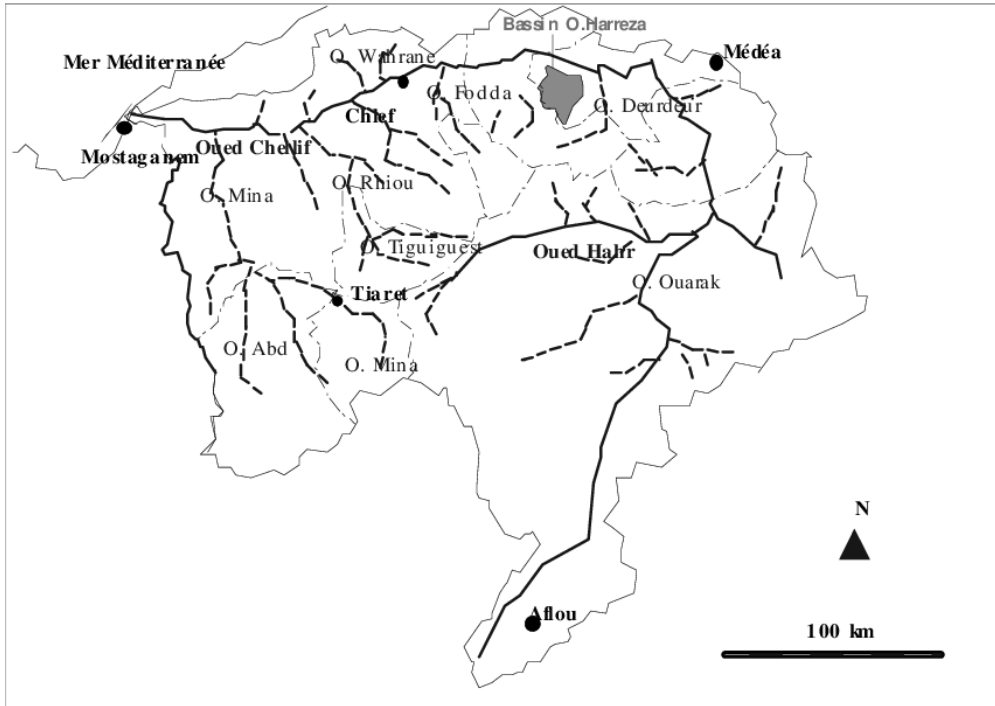 Bassin O.Harreza
Médéa
O. Wahrane
Mer Méditerranée
O. Fodda
O. Deurdeur
Chlef
Mostaganem
Oued Chellif
O. Rhiou
O. Mina
O. Tiguiguest
Oued Hahr
O. Ouarak
Tiaret
O. Abd
O. Mina
N
Aflou
100 km